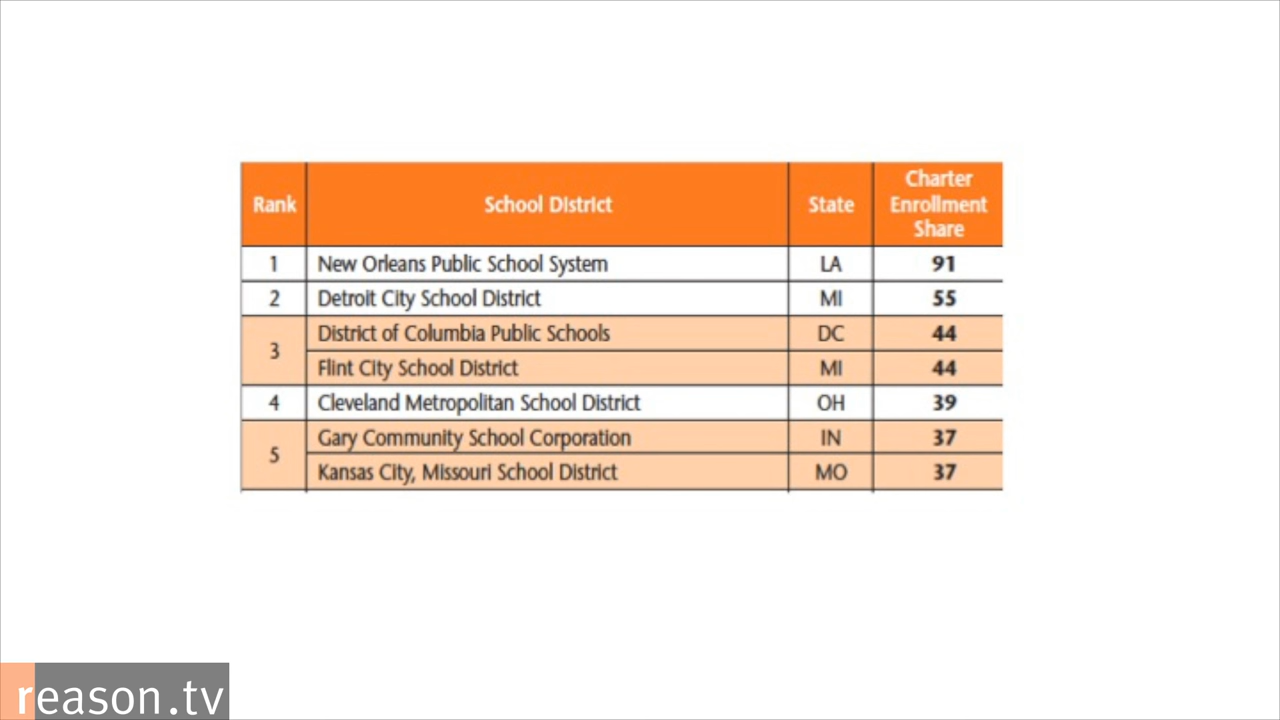 Rank School District State Charter Enrollment Share
1 New Orleans Public School System LA 91
2 Detroit City School District MI 55
3 District of Columbia Public Schools DC 44
Flint City School District MI 44
4 Cleveland Metropolitan School District OH 39
5 Gary Community School Corporation IN 37
Kansas City, Missouri School District MO 37
reason.tv